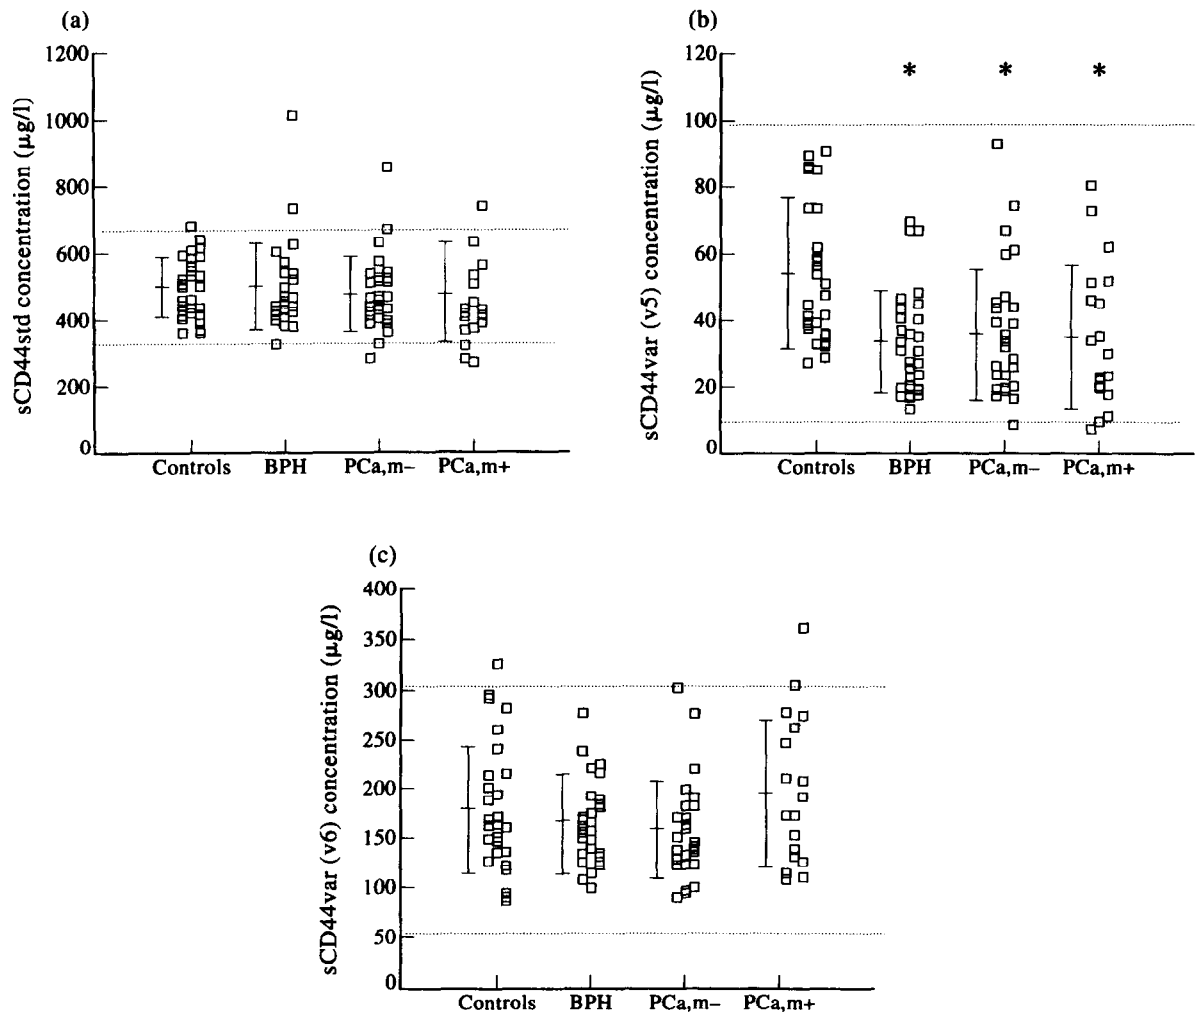 (a)
sCD44std concentration (μg/l)
1200
1000
800
600
400
200
0
Controls BPH PCa,m− PCa,m+
(b)
sCD44var (v5) concentration (μg/l)
120
100
80
60
40
20
0
* * *
Controls BPH PCa,m− PCa,m+
(c)
sCD44var (v6) concentration (μg/l)
400
350
300
250
200
150
100
50
0
Controls BPH PCa,m− PCa,m+